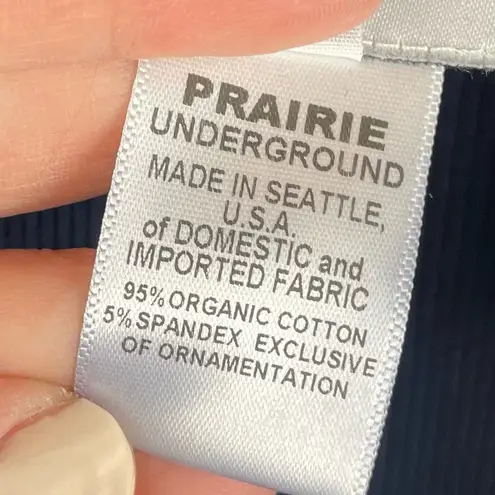 PRAIRIE
UNDERGROUND
MADE IN SEATTLE,
U.S.A.
of DOMESTIC and
IMPORTED FABRIC
95% ORGANIC COTTON
5% SPANDEX EXCLUSIVE
OF ORNAMENTATION